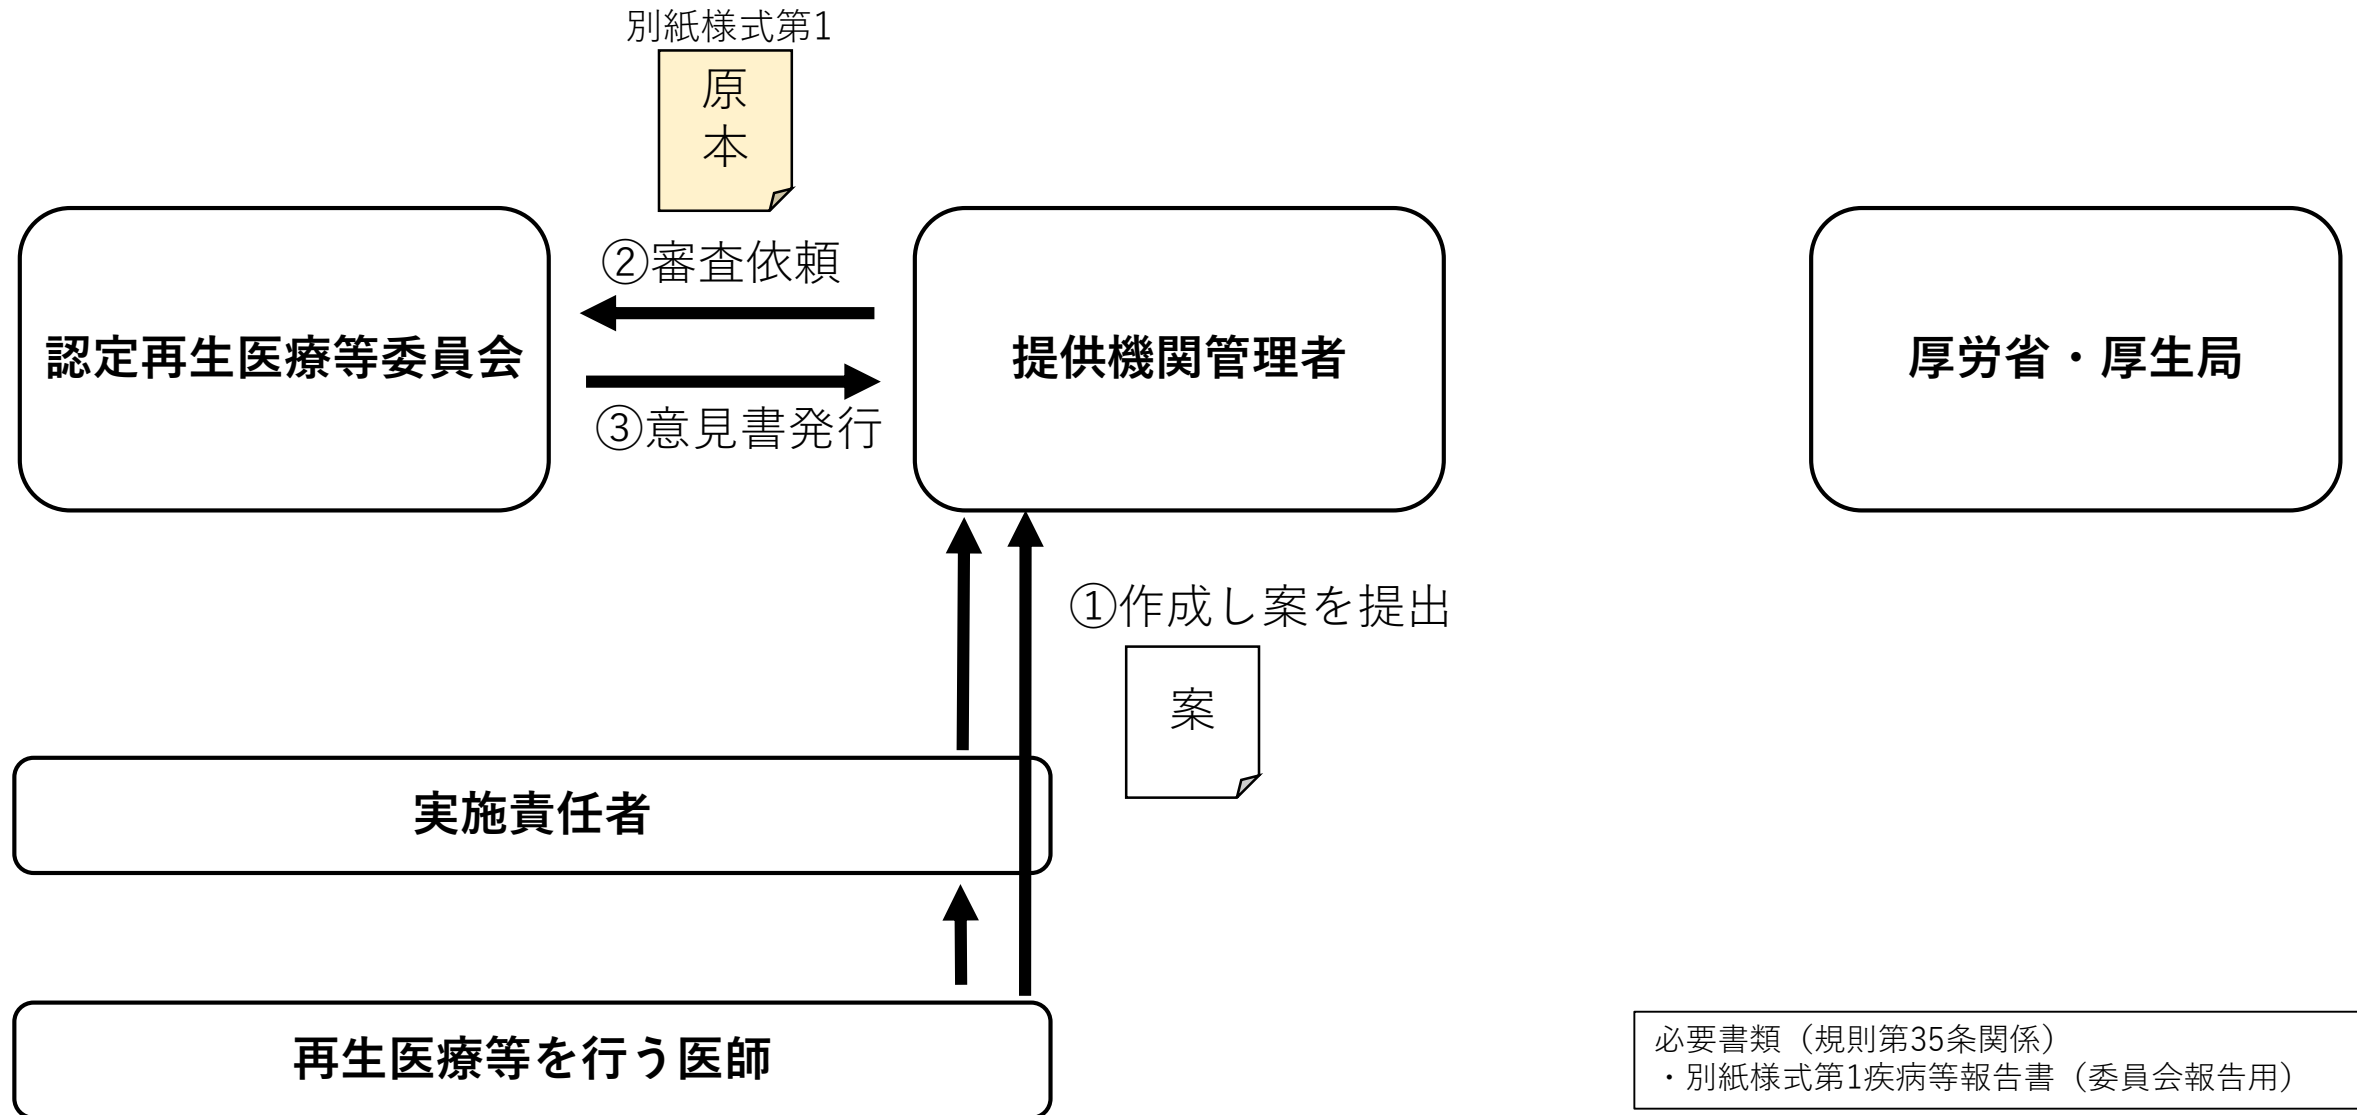 別紙様式第1
原
本
②審査依頼
認定再生医療等委員会
提供機関管理者
厚労省・厚生局
③意見書発行
①作成し案を提出
案
実施責任者
再生医療等を行う医師
必要書類（規則第35条関係）
・別紙様式第1疾病等報告書（委員会報告用）